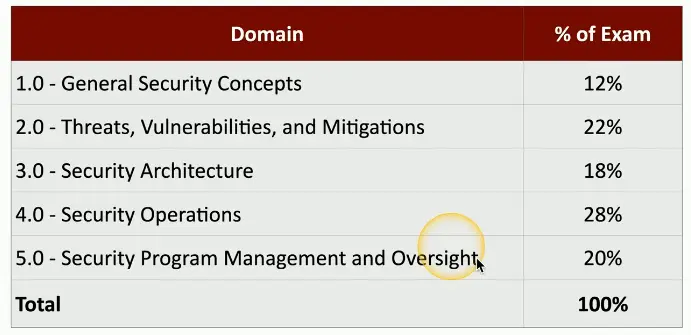 Domain % of Exam
1.0 - General Security Concepts 12%
2.0 - Threats, Vulnerabilities, and Mitigations 22%
3.0 - Security Architecture 18%
4.0 - Security Operations 28%
5.0 - Security Program Management and Oversight 20%
Total 100%